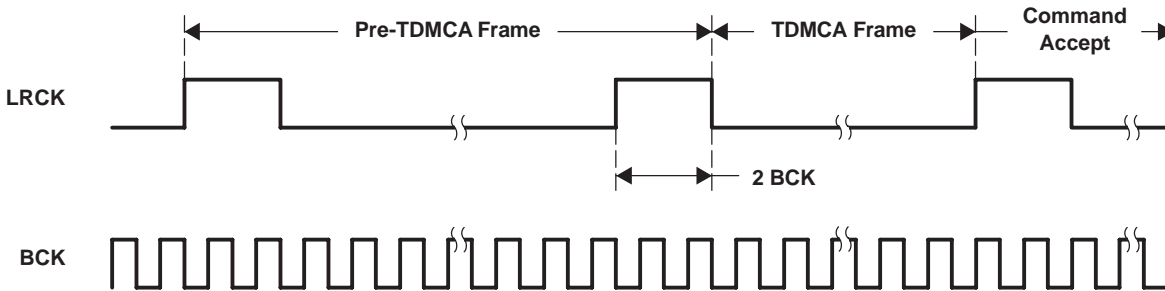 Pre-TDMCA Frame
TDMCA Frame
Command
Accept
LRCK
2 BCK
BCK